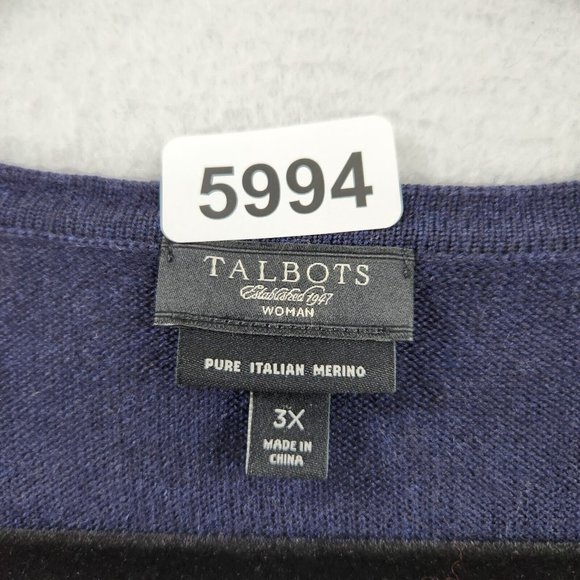 5994
TALBOTS
Established 1947
WOMAN
PURE ITALIAN MERINO
3X
MADE IN
CHINA